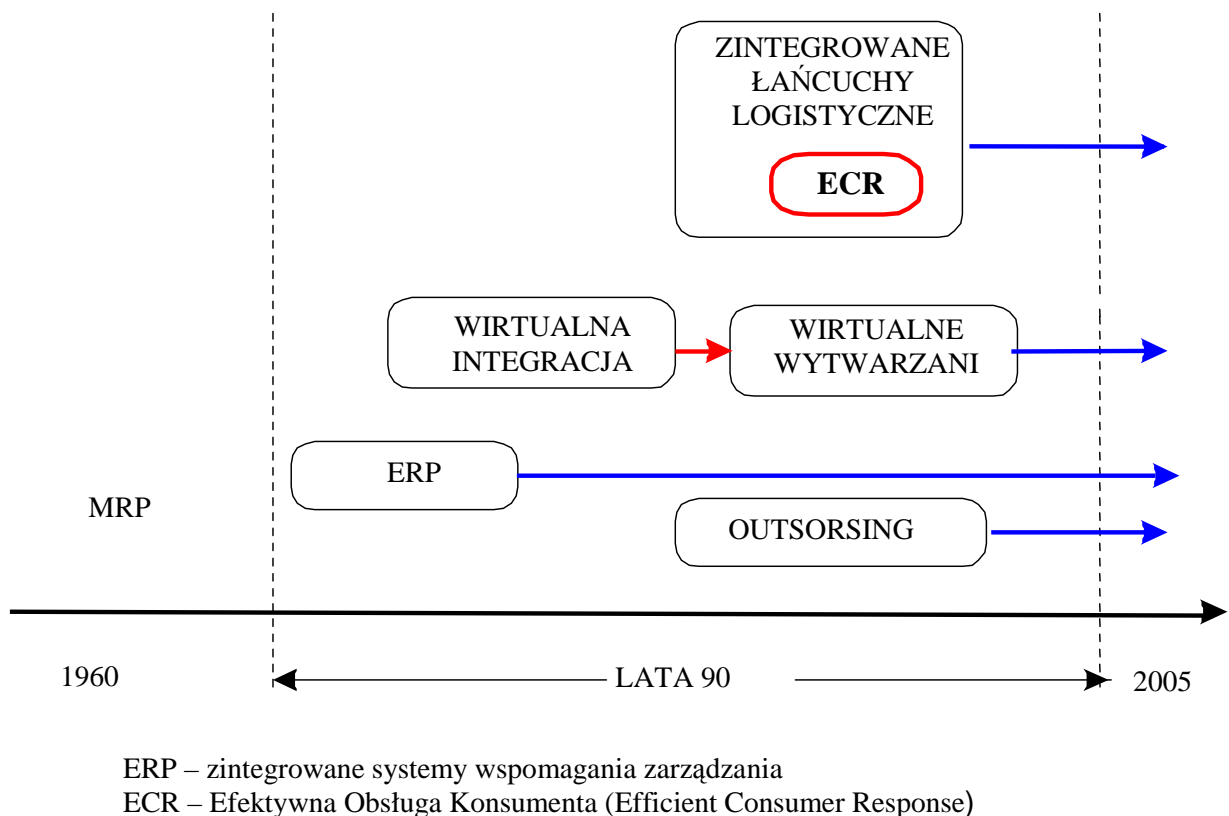 ZINTEGROWANE
ŁAŃCUCHY
LOGISTYCZNE
ECR
WIRTUALNA
INTEGRACJA
WIRTUALNE
WYTWARZANI
ERP
MRP
OUTSORSING
1960
LATA 90
2005
ERP – zintegrowane systemy wspomagania zarządzania
ECR – Efektywna Obsługa Konsumenta (Efficient Consumer Response)